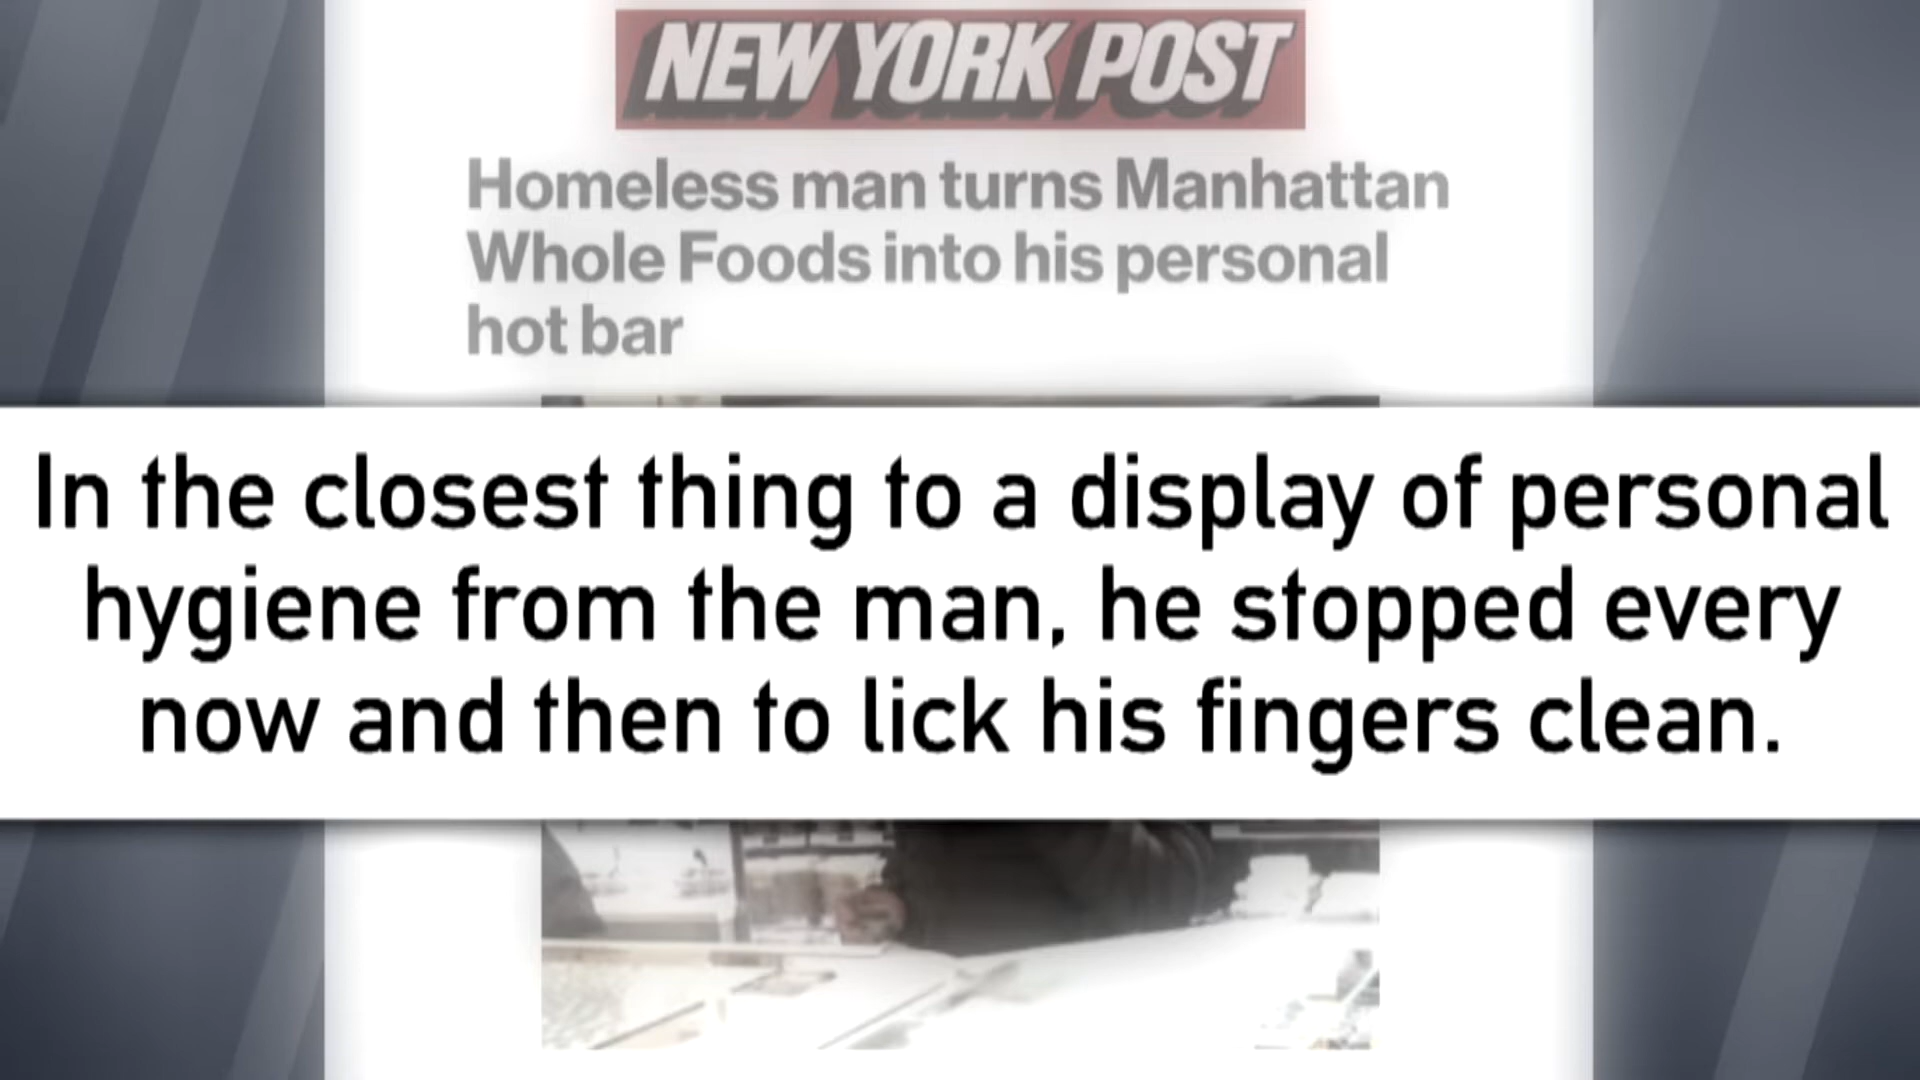 NEW YORK POST
Homeless man turns Manhattan
Whole Foods into his personal
hot bar
In the closest thing to a display of personal
hygiene from the man, he stopped every
now and then to lick his fingers clean.